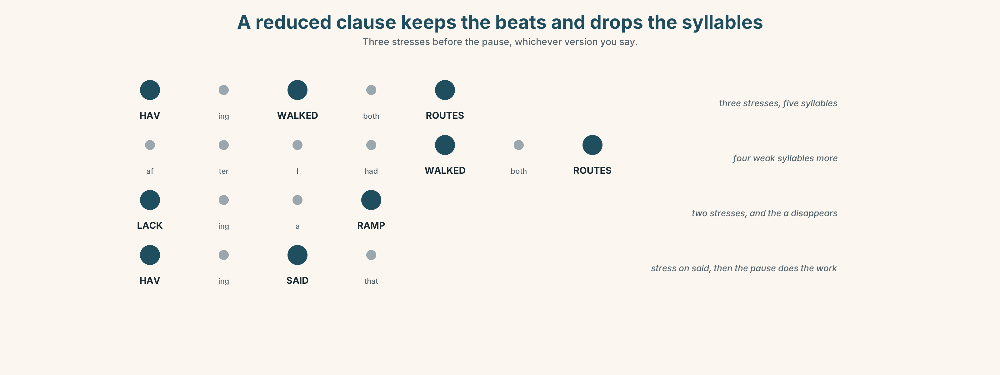 A reduced clause keeps the beats and drops the syllables
Three stresses before the pause, whichever version you say.
HAV ing WALKED both ROUTES
three stresses, five syllables
af ter I had WALKED both ROUTES
four weak syllables more
LACK ing a RAMP
two stresses, and the a disappears
HAV ing SAID that
stress on said, then the pause does the work